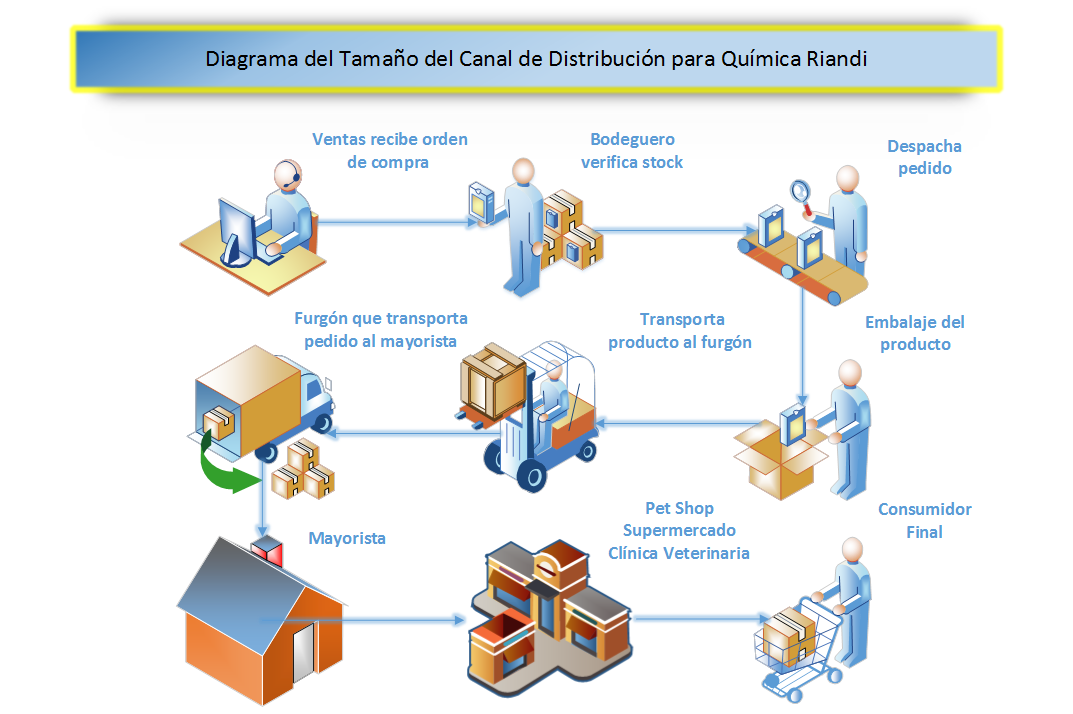 Diagrama del Tamaño del Canal de Distribución para Química Riandi
Ventas recibe orden
de compra
Bodeguero
verifica stock
Despacha
pedido
Furgón que transporta
pedido al mayorista
Transporta
producto al furgón
Embalaje del
producto
Mayorista
Pet Shop
Supermercado
Clínica Veterinaria
Consumidor
Final